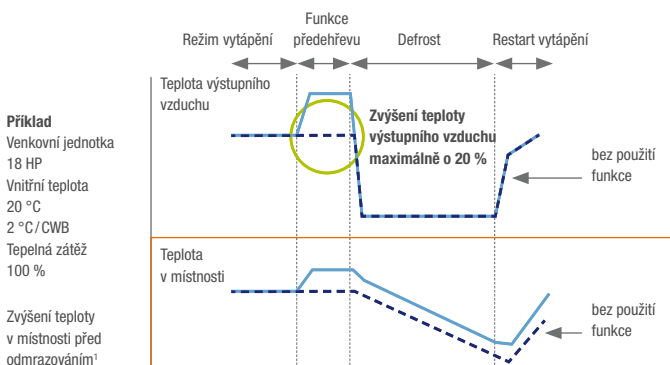 Funkce
Režim vytápění
předehřevu
Defrost
Restart vytápění
Teplota výstupního
vzduchu
Zvýšení teploty
výstupního vzduchu
maximálně o 20 %
bez použití
funkce
Příklad
Venkovní jednotka
18 HP
Vnitřní teplota
20 °C
2 °C/CWB
Tepelná zátěž
100 %
Zvýšení teploty
v místnosti před
odmrazováním¹
Teplota
v místnosti
bez použití
funkce